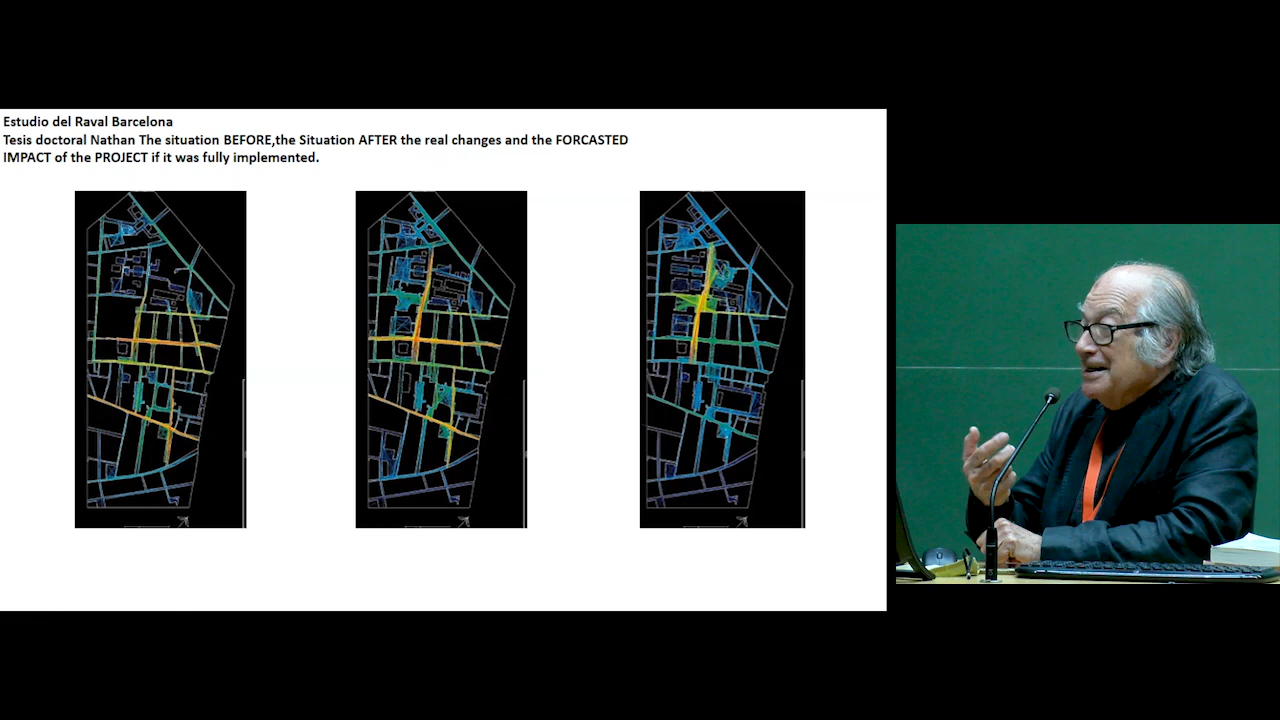 Estudio del Raval Barcelona
Tesis doctoral Nathan The situation BEFORE,the Situation AFTER the real changes and the FORCASTED
IMPACT of the PROJECT if it was fully implemented.